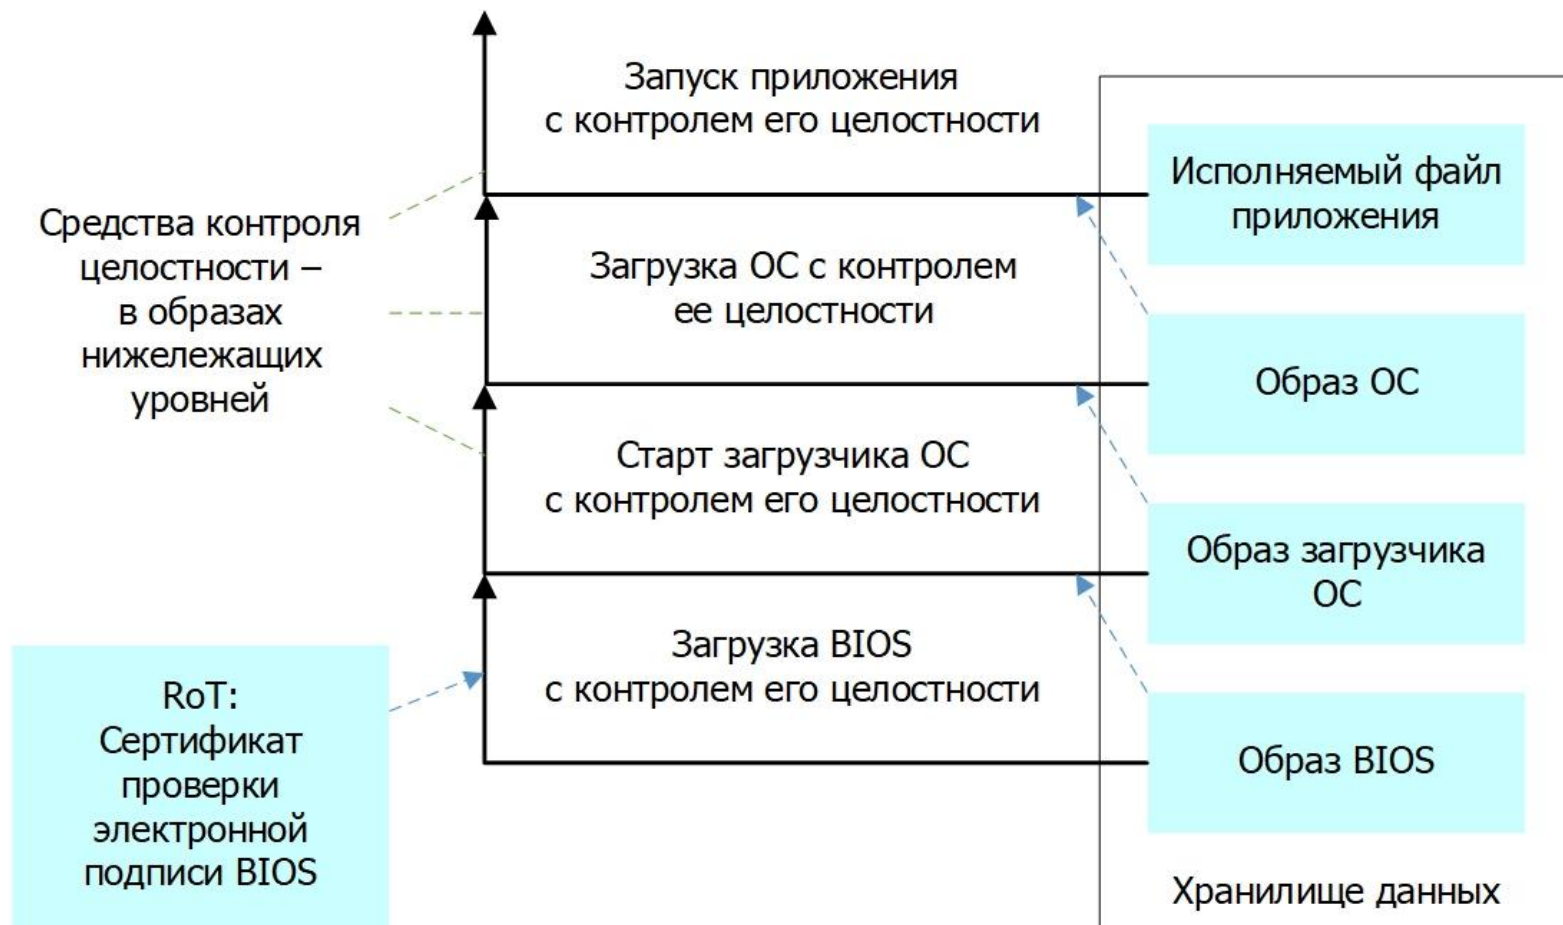 Запуск приложения
с контролем его целостности
Исполняемый файл
приложения
Средства контроля
целостности –
в образах
нижележащих
уровней
Загрузка ОС с контролем
ее целостности
Образ ОС
Старт загрузчика ОС
с контролем его целостности
Образ загрузчика
ОС
Загрузка BIOS
с контролем его целостности
RoT:
Сертификат
проверки
электронной
подписи BIOS
Образ BIOS
Хранилище данных